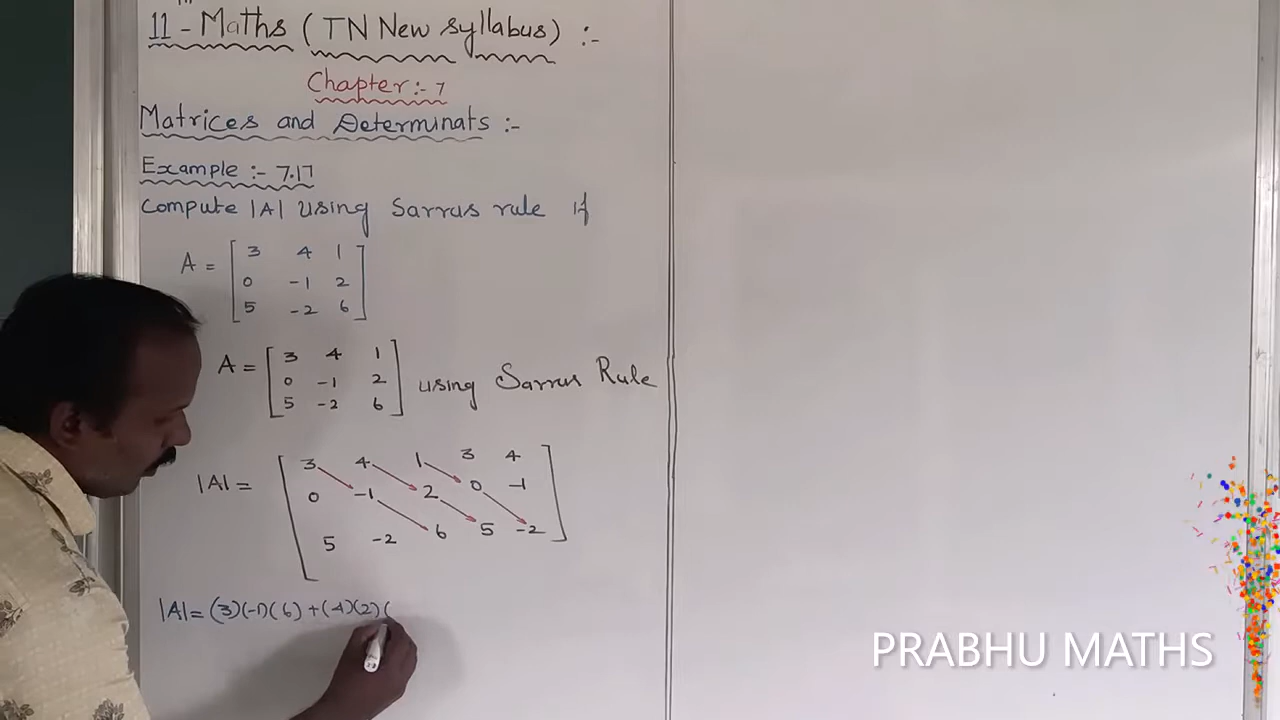 11th - Maths (TN New Syllabus) :-
Chapter:- 7
Matrices and Determinats :-
Example :- 7.17
Compute |A| using Sarrus rule if
A = [ 3 4 1
0 -1 2
5 -2 6 ]
A = [ 3 4 1
0 -1 2
5 -2 6 ] using Sarrus Rule
|A| = [ 3 4 1 3 4
0 -1 2 0 -1
5 -2 6 5 -2 ]
|A| = (3)(-1)(6) + (4)(2)(
PRABHU MATHS